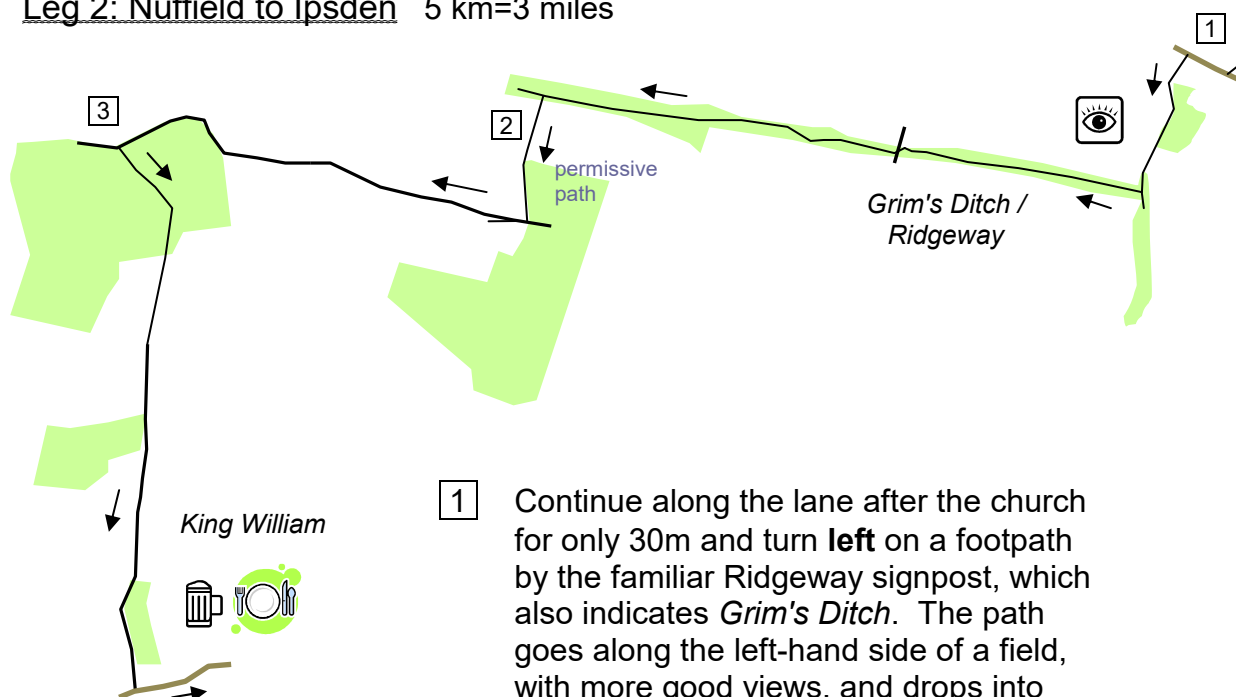 Leg 2: Nuffield to Ipsden   5 km=3 miles
1
3
2
permissive
path
Grim's Ditch /
Ridgeway
King William
1 Continue along the lane after the church
for only 30m and turn left on a footpath
by the familiar Ridgeway signpost, which
also indicates Grim's Ditch.  The path
goes along the left-hand side of a field,
with more good views, and drops into